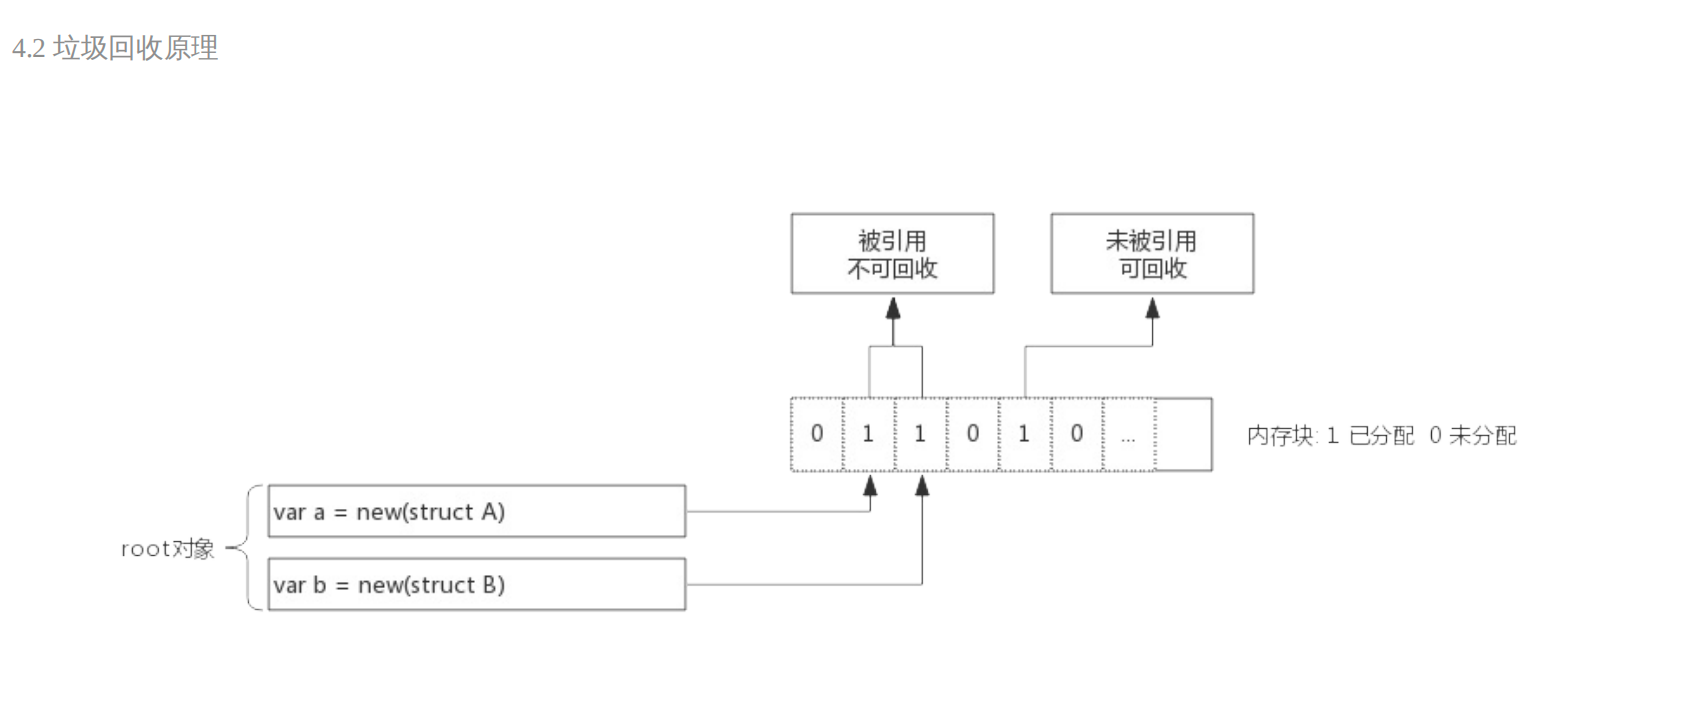 4.2 垃圾回收原理
被引用
不可回收
未被引用
可回收
0 1 1 0 1 0 ...
内存块: 1 已分配 0 未分配
var a = new(struct A)
root对象
var b = new(struct B)